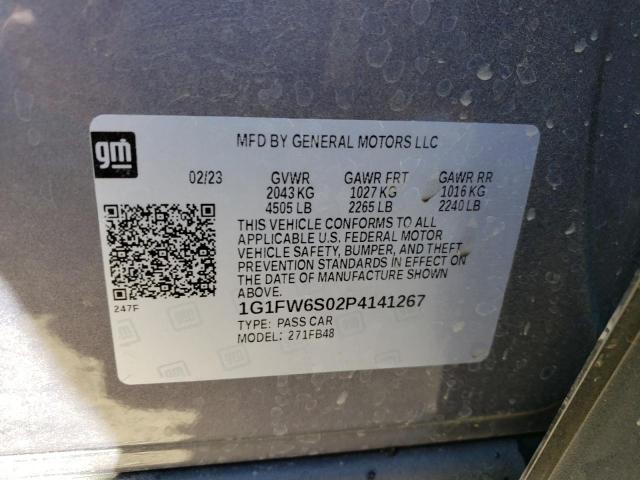 gm
MFD BY GENERAL MOTORS LLC
02/23 GVWR GAWR FRT GAWR RR
2043 KG 1027 KG 1016 KG
4505 LB 2265 LB 2240 LB
THIS VEHICLE CONFORMS TO ALL
APPLICABLE U.S. FEDERAL MOTOR
VEHICLE SAFETY, BUMPER, AND THEFT
PREVENTION STANDARDS IN EFFECT ON
THE DATE OF MANUFACTURE SHOWN
ABOVE.
247F
1G1FW6S02P4141267
TYPE: PASS CAR
MODEL: 271FB48